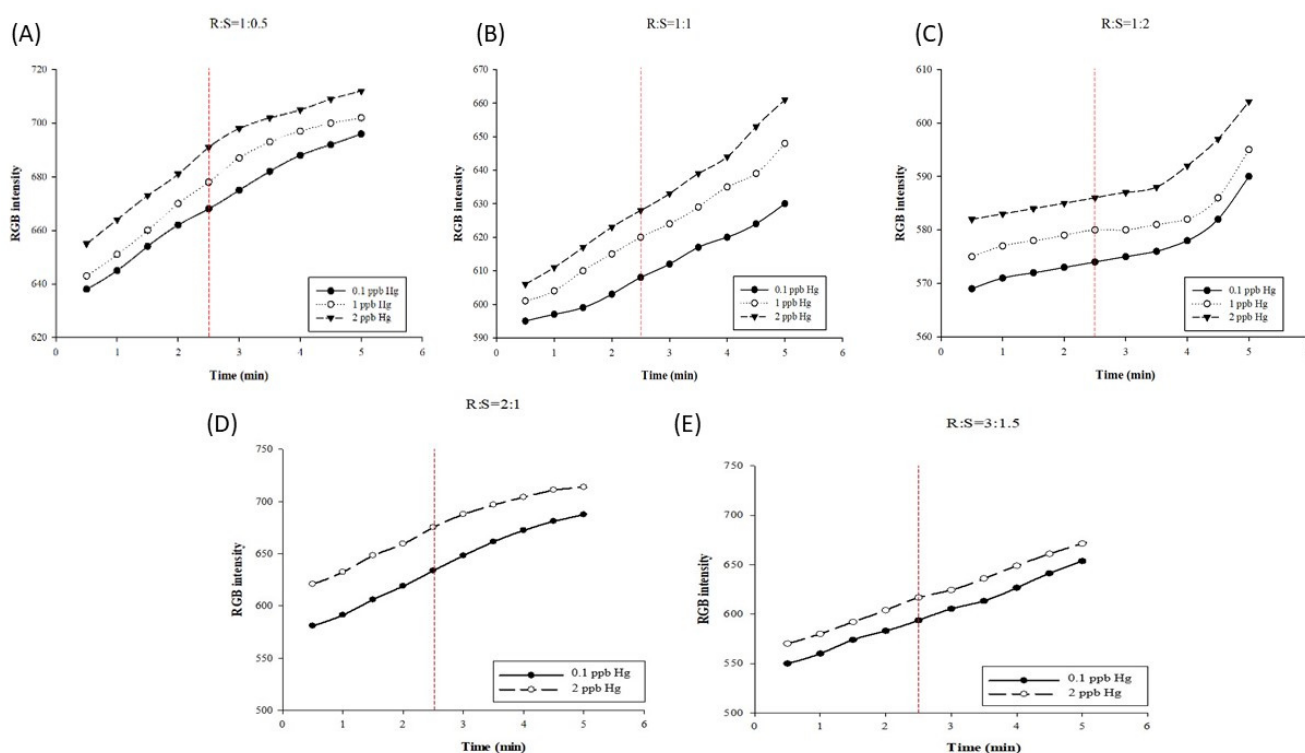 (A)
R:S=1:0.5
720
700
680
660
640
620
RGB intensity
0 1 2 3 4 5 6
Time (min)
0.1 ppb Hg
1 ppb Hg
2 ppb Hg
(B)
R:S=1:1
670
660
650
640
630
620
610
600
590
RGB intensity
0 1 2 3 4 5 6
Time (min)
0.1 ppb Hg
1 ppb Hg
2 ppb Hg
(C)
R:S=1:2
610
600
590
580
570
560
RGB intensity
0 1 2 3 4 5
Time (min)
0.1 ppb Hg
1 ppb Hg
2 ppb Hg
(D)
R:S=2:1
750
700
650
600
550
500
RGB intensity
0 1 2 3 4 5 6
Time (min)
0.1 ppb Hg
2 ppb Hg
(E)
R:S=3:1.5
750
700
650
600
550
500
RGB intensity
0 1 2 3 4 5 6
Time (min)
0.1 ppb Hg
2 ppb Hg